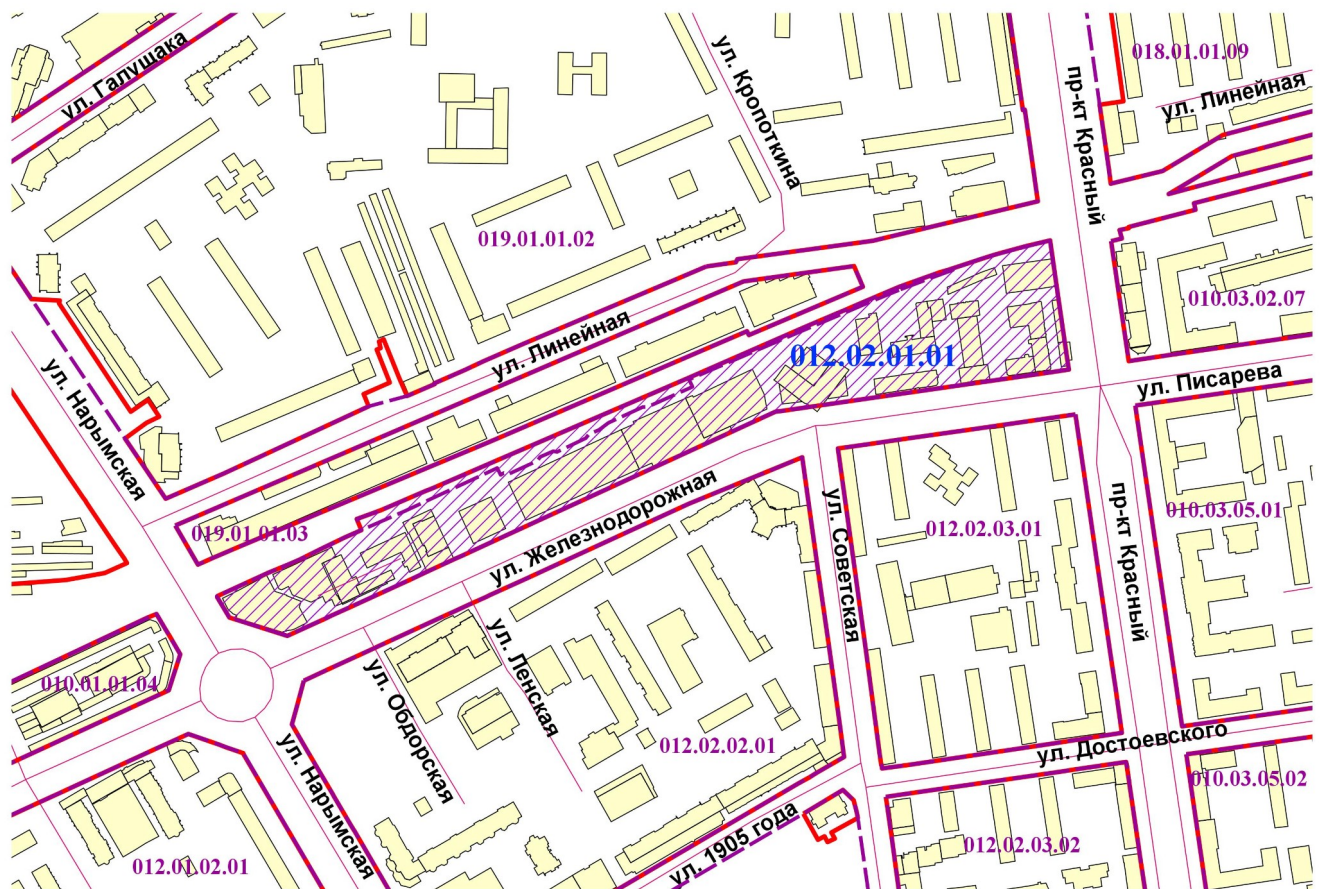 018.01.01.09
ул. Галущака
ул. Кропоткина
пр-кт Красный
ул. Линейная
019.01.01.02
010.03.02.07
ул. Линейная
012.02.01.01
ул. Писарева
ул. Нарымская
ул. Железнодорожная
019.01.01.03
ул. Советская
012.02.03.01
пр-кт Красный
010.03.05.01
ул. Обдорская
ул. Ленская
010.01.01.04
012.02.02.01
ул. Достоевского
ул. Нарымская
010.03.05.02
ул. 1905 года
012.01.02.01
012.02.03.02